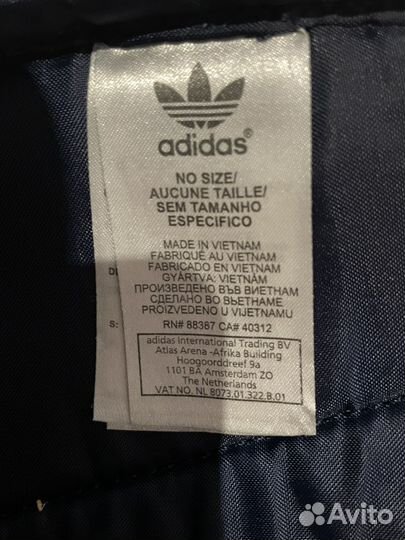 adidas®
NO SIZE/
AUCUNE TAILLE/
SEM TAMANHO
ESPECIFICO
MADE IN VIETNAM
FABRIQUÉ AU VIETNAM
FABRICADO EN VIETNAM
GYÁRTVA: VIETNÁM
ПРОИЗВЕДЕНО ВЪВ ВИЕТНАМ
СДЕЛАНО ВО ВЬЕТНАМЕ
PROIZVEDENO U VIJETNAMU
RN# 88387 CA# 40312
adidas International Trading BV
Atlas Arena -Afrika Building
Hoogoorddreef 9a
1101 BA Amsterdam ZO
The Netherlands
VAT NO. NL 8073.01.322.B.01
S:
Avito